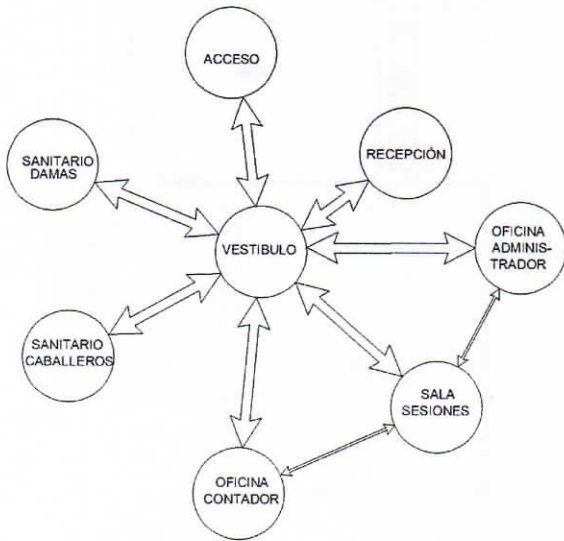 ACCESO
SANITARIO
DAMAS
RECEPCIÓN
VESTIBULO
OFICINA
ADMINIS-
TRADOR
SANITARIO
CABALLEROS
SALA
SESIONES
OFICINA
CONTADOR